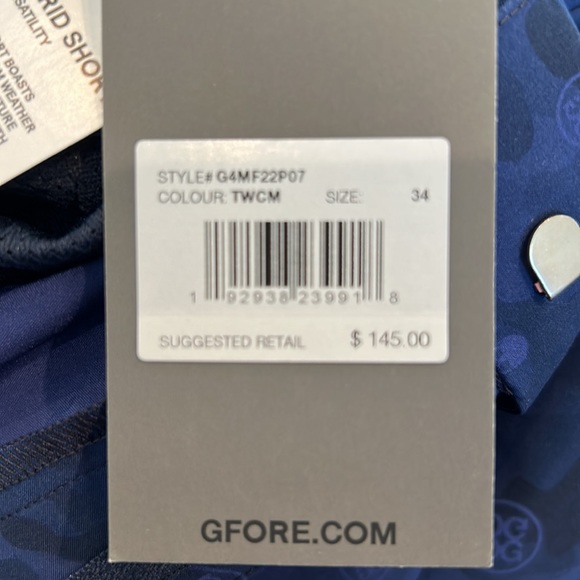 RID SHOR
SATILITY
RT BOASTS
M WEATHER
TURE
TH
STYLE# G4MF22P07
COLOUR: TWCM SIZE: 34
1 92938 23991 8
SUGGESTED RETAIL $ 145.00
GFORE.COM